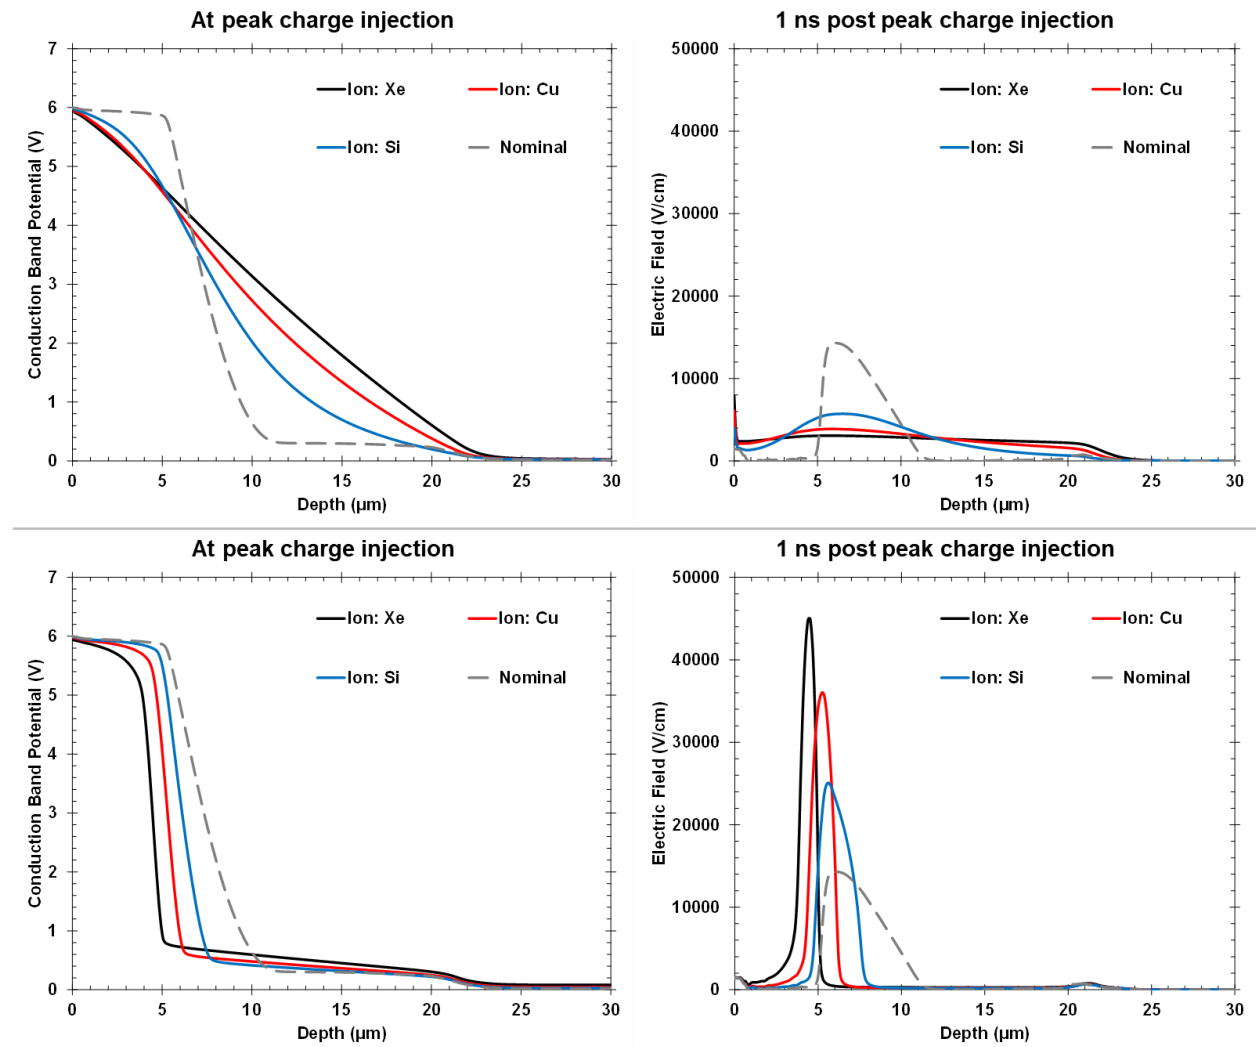 At peak charge injection
7
6
5
4
3
2
1
0
Conduction Band Potential (V)
Ion: Xe
Ion: Cu
Ion: Si
Nominal
0 5 10 15 20 25 30
Depth (µm)
1 ns post peak charge injection
50000
40000
30000
20000
10000
0
Electric Field (V/cm)
Ion: Xe
Ion: Cu
Ion: Si
Nominal
0 5 10 15 20 25 30
Depth (µm)
At peak charge injection
7
6
5
4
3
2
1
0
Conduction Band Potential (V)
Ion: Xe
Ion: Cu
Ion: Si
Nominal
0 5 10 15 20 25 30
Depth (µm)
1 ns post peak charge injection
50000
40000
30000
20000
10000
0
Electric Field (V/cm)
Ion: Xe
Ion: Cu
Ion: Si
Nominal
0 5 10 15 20 25 30
Depth (µm)